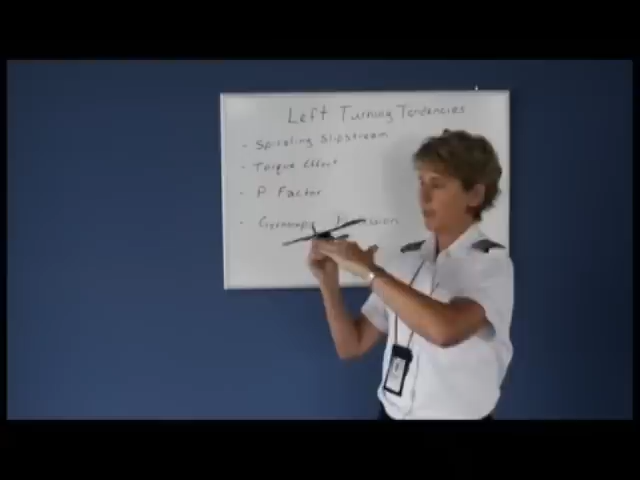 Left Turning Tendencies
- Spiraling Slipstream
- Torque Effect
- P Factor
- Gyroscopic